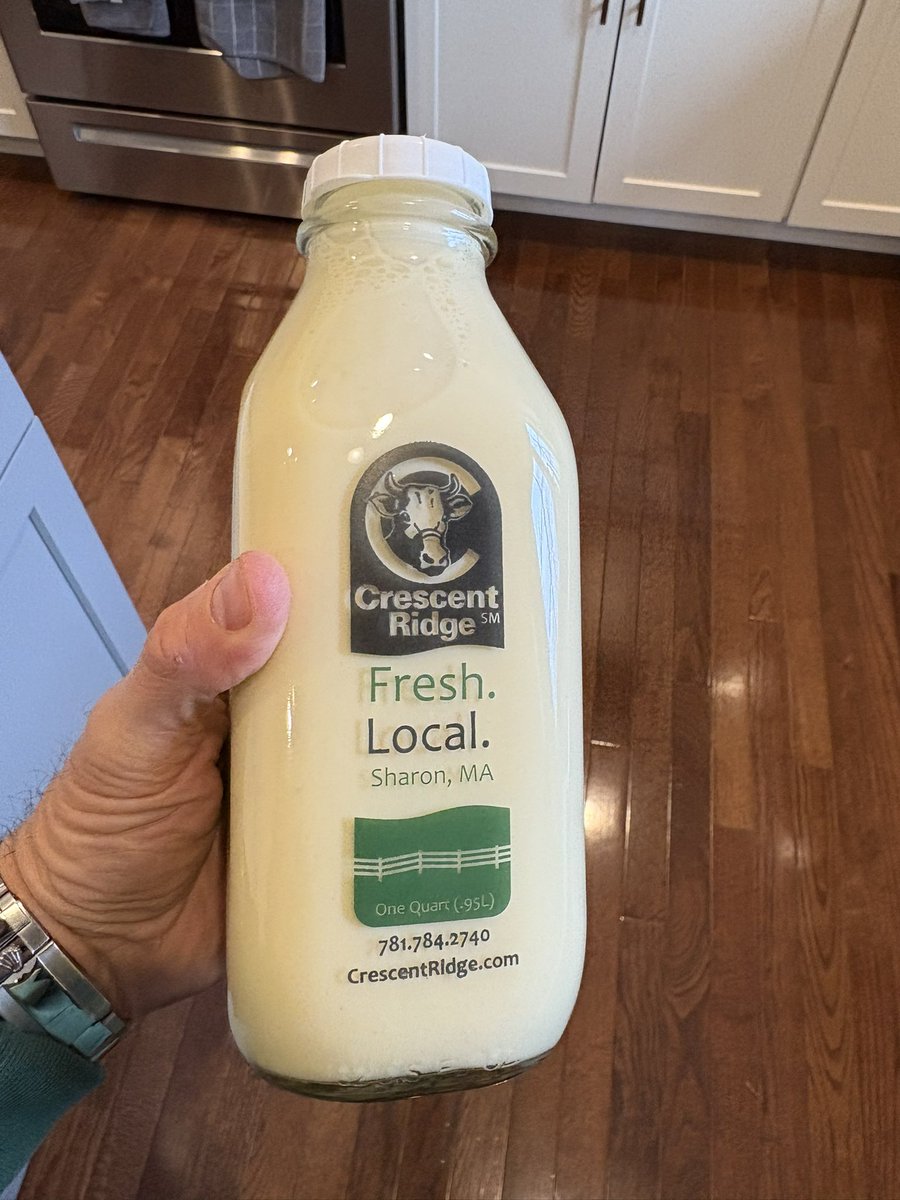 Crescent
Ridge SM
Fresh.
Local.
Sharon, MA
One Quart (.95L)
781.784.2740
CrescentRidge.com